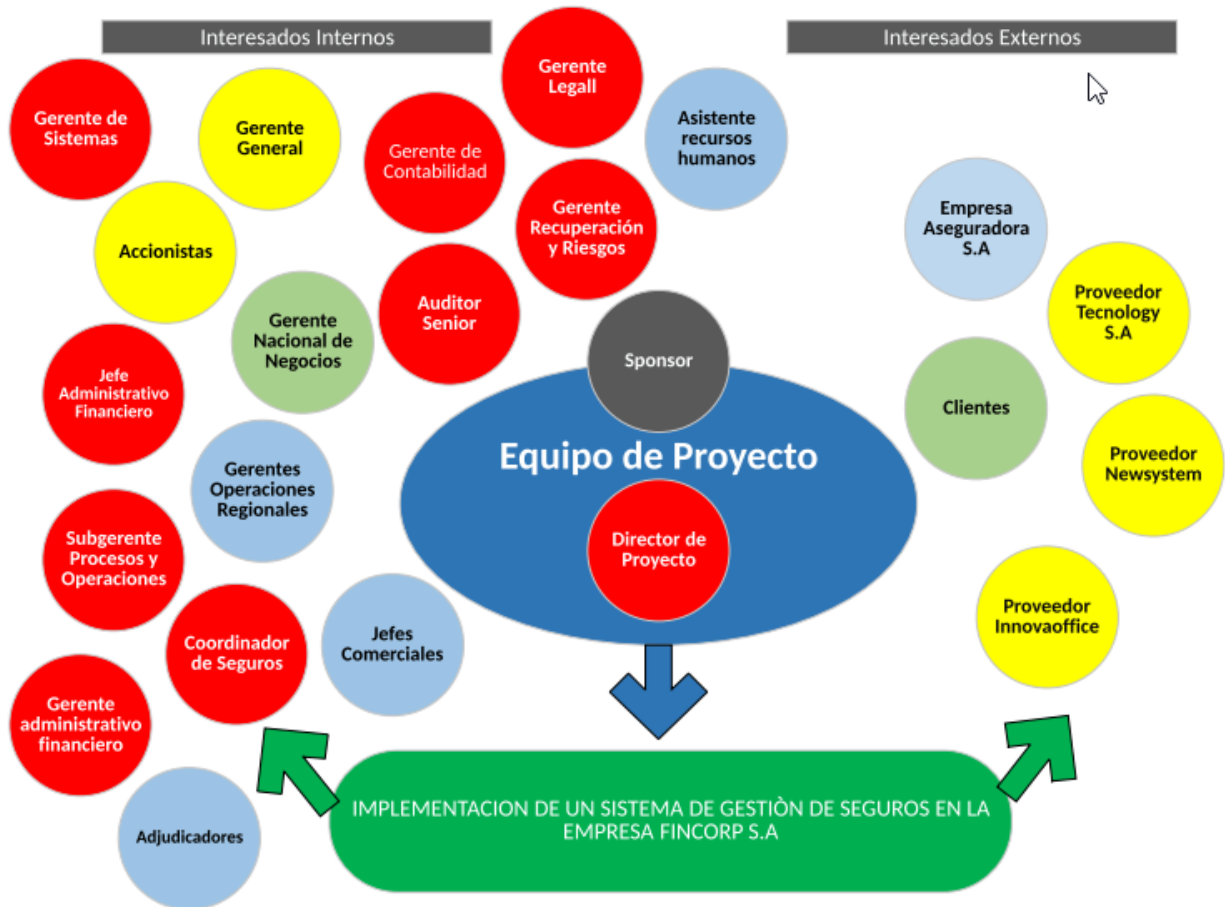 Interesados Internos
Interesados Externos
Gerente
Legall
Gerente de
Sistemas
Gerente
General
Gerente de
Contabilidad
Asistente
recursos
humanos
Gerente
Recuperación
y Riesgos
Accionistas
Auditor
Senior
Gerente
Nacional de
Negocios
Jefe
Administrativo
Financiero
Gerentes
Operaciones
Regionales
Subgerente
Procesos y
Operaciones
Coordinador
de Seguros
Jefes
Comerciales
Gerente
administrativo
financiero
Adjudicadores
Sponsor
Equipo de Proyecto
Director de
Proyecto
Empresa
Aseguradora
S.A
Proveedor
Tecnology
S.A
Clientes
Proveedor
Newsystem
Proveedor
Innovaoffice
IMPLEMENTACION DE UN SISTEMA DE GESTIÒN DE SEGUROS EN LA
EMPRESA FINCORP S.A